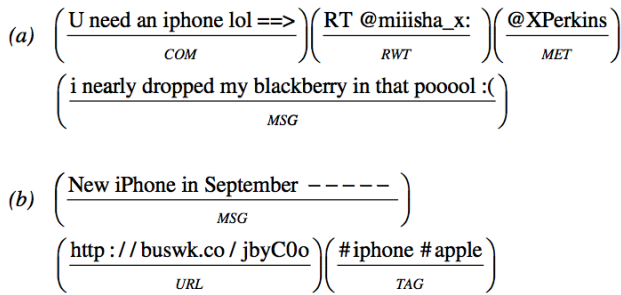 (a) (U need an iphone lol ==>) (RT @miiisha_x:) (@XPerkins)
COM RWT MET
(i nearly dropped my blackberry in that pooool :()
MSG
(b) (New iPhone in September -----)
MSG
(http://buswk.co/jbyC0o) (#iphone #apple)
URL TAG